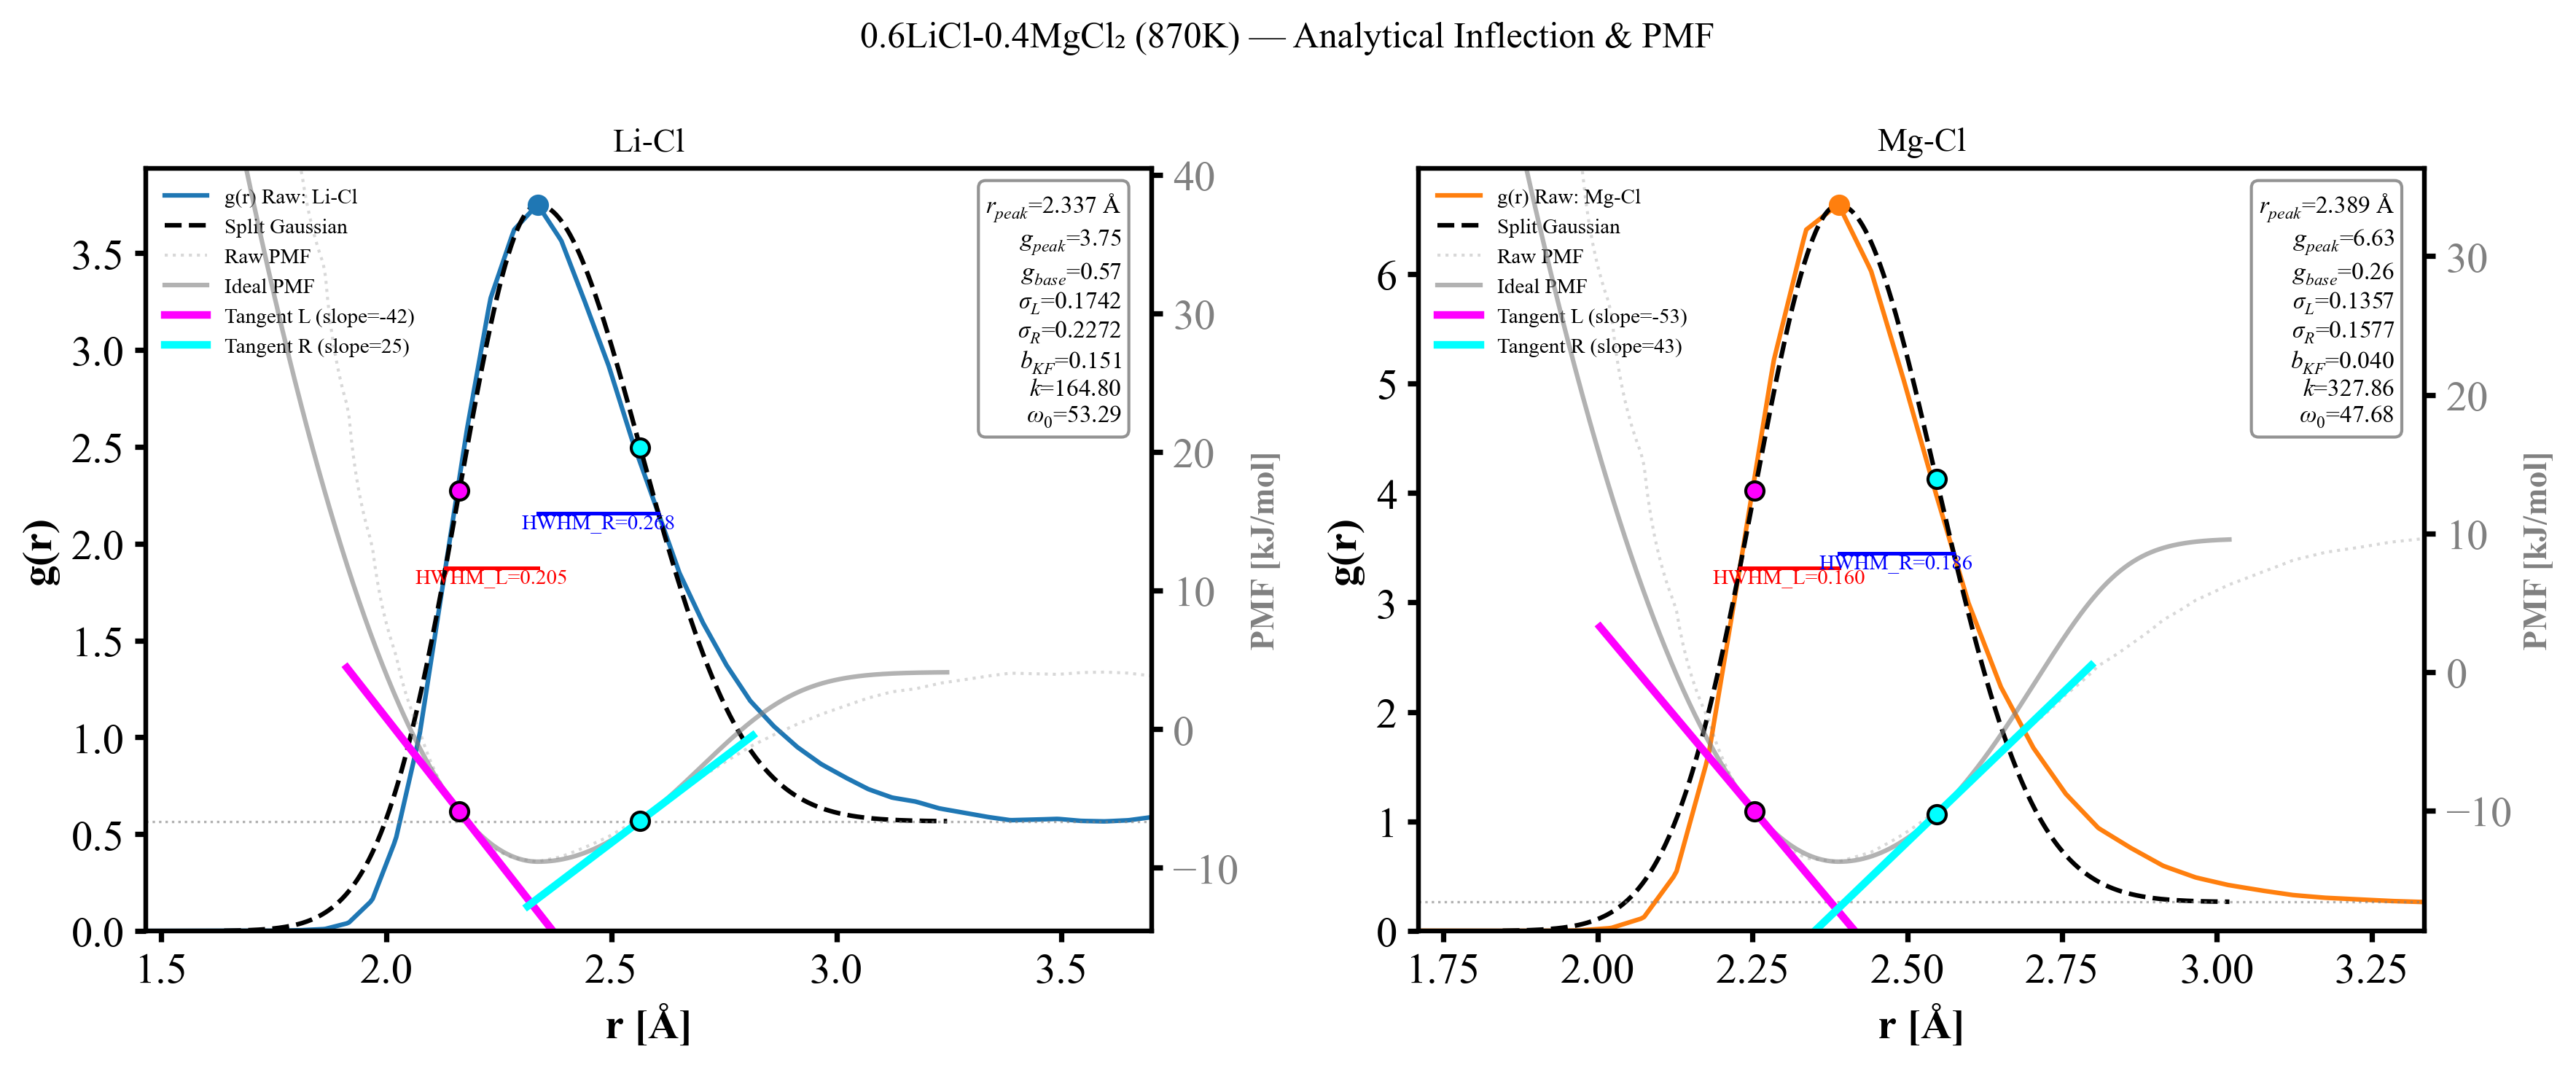 0.6LiCl-0.4MgCl₂ (870K) — Analytical Inflection & PMF
Li-Cl
g(r) Raw: Li-Cl
Split Gaussian
Raw PMF
Ideal PMF
Tangent L (slope=-42)
Tangent R (slope=25)
r_peak=2.337 Å
g_peak=3.75
g_base=0.57
σ_L=0.1742
σ_R=0.2272
b_KF=0.151
k=164.80
ω₀=53.29
HWHM_R=0.268
HWHM_L=0.205
g(r)
3.5
3.0
2.5
2.0
1.5
1.0
0.5
0.0
1.5 2.0 2.5 3.0 3.5
r [Å]
40
30
20
10
0
−10
PMF [kJ/mol]
Mg-Cl
g(r) Raw: Mg-Cl
Split Gaussian
Raw PMF
Ideal PMF
Tangent L (slope=-53)
Tangent R (slope=43)
r_peak=2.389 Å
g_peak=6.63
g_base=0.26
σ_L=0.1357
σ_R=0.1577
b_KF=0.040
k=327.86
ω₀=47.68
HWHM_R=0.186
HWHM_L=0.160
g(r)
6
5
4
3
2
1
0
1.75 2.00 2.25 2.50 2.75 3.00 3.25
r [Å]
30
20
10
0
−10
PMF [kJ/mol]